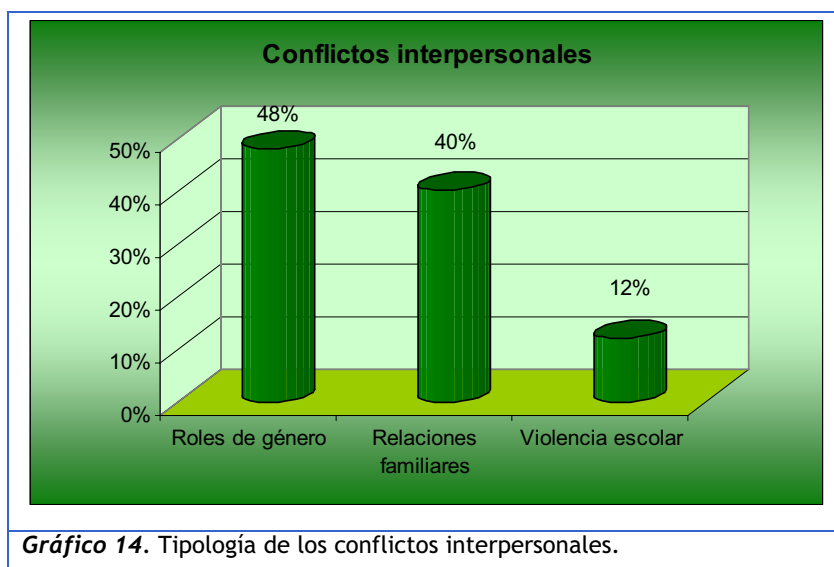 Conflictos interpersonales
48%
40%
12%
50%
40%
30%
20%
10%
0%
Roles de género
Relaciones
familiares
Violencia escolar
Gráfico 14. Tipología de los conflictos interpersonales.